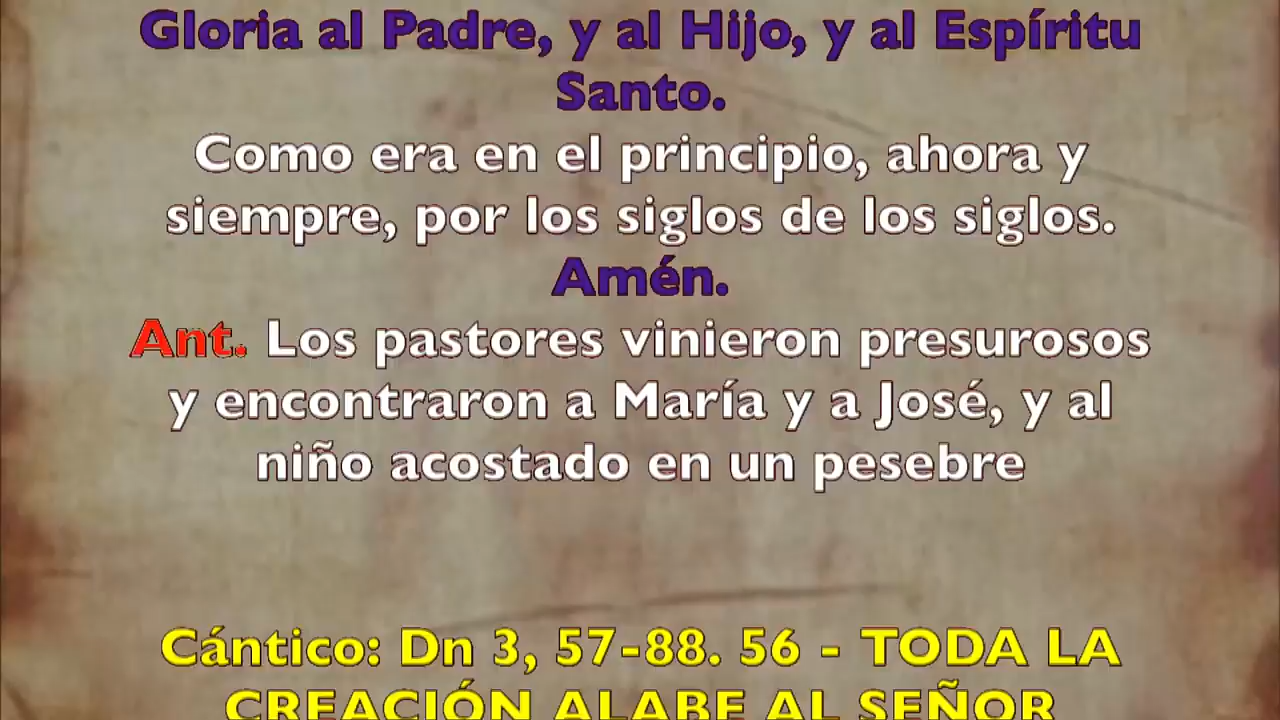 Gloria al Padre, y al Hijo, y al Espíritu
Santo.
Como era en el principio, ahora y
siempre, por los siglos de los siglos.
Amén.
Ant. Los pastores vinieron presurosos
y encontraron a María y a José, y al
niño acostado en un pesebre
Cántico: Dn 3, 57-88. 56 - TODA LA
CREACIÓN ALABE AL SEÑOR